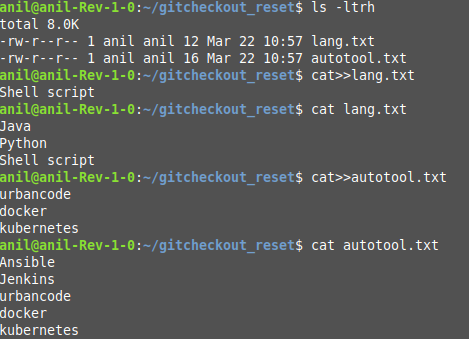 anil@anil-Rev-1-0:~/gitcheckout_reset$ ls -ltrh
total 8.0K
-rw-r--r-- 1 anil anil 12 Mar 22 10:57 lang.txt
-rw-r--r-- 1 anil anil 16 Mar 22 10:57 autotool.txt
anil@anil-Rev-1-0:~/gitcheckout_reset$ cat>>lang.txt
Shell script
anil@anil-Rev-1-0:~/gitcheckout_reset$ cat lang.txt
Java
Python
Shell script
anil@anil-Rev-1-0:~/gitcheckout_reset$ cat>>autotool.txt
urbancode
docker
kubernetes
anil@anil-Rev-1-0:~/gitcheckout_reset$ cat autotool.txt
Ansible
Jenkins
urbancode
docker
kubernetes